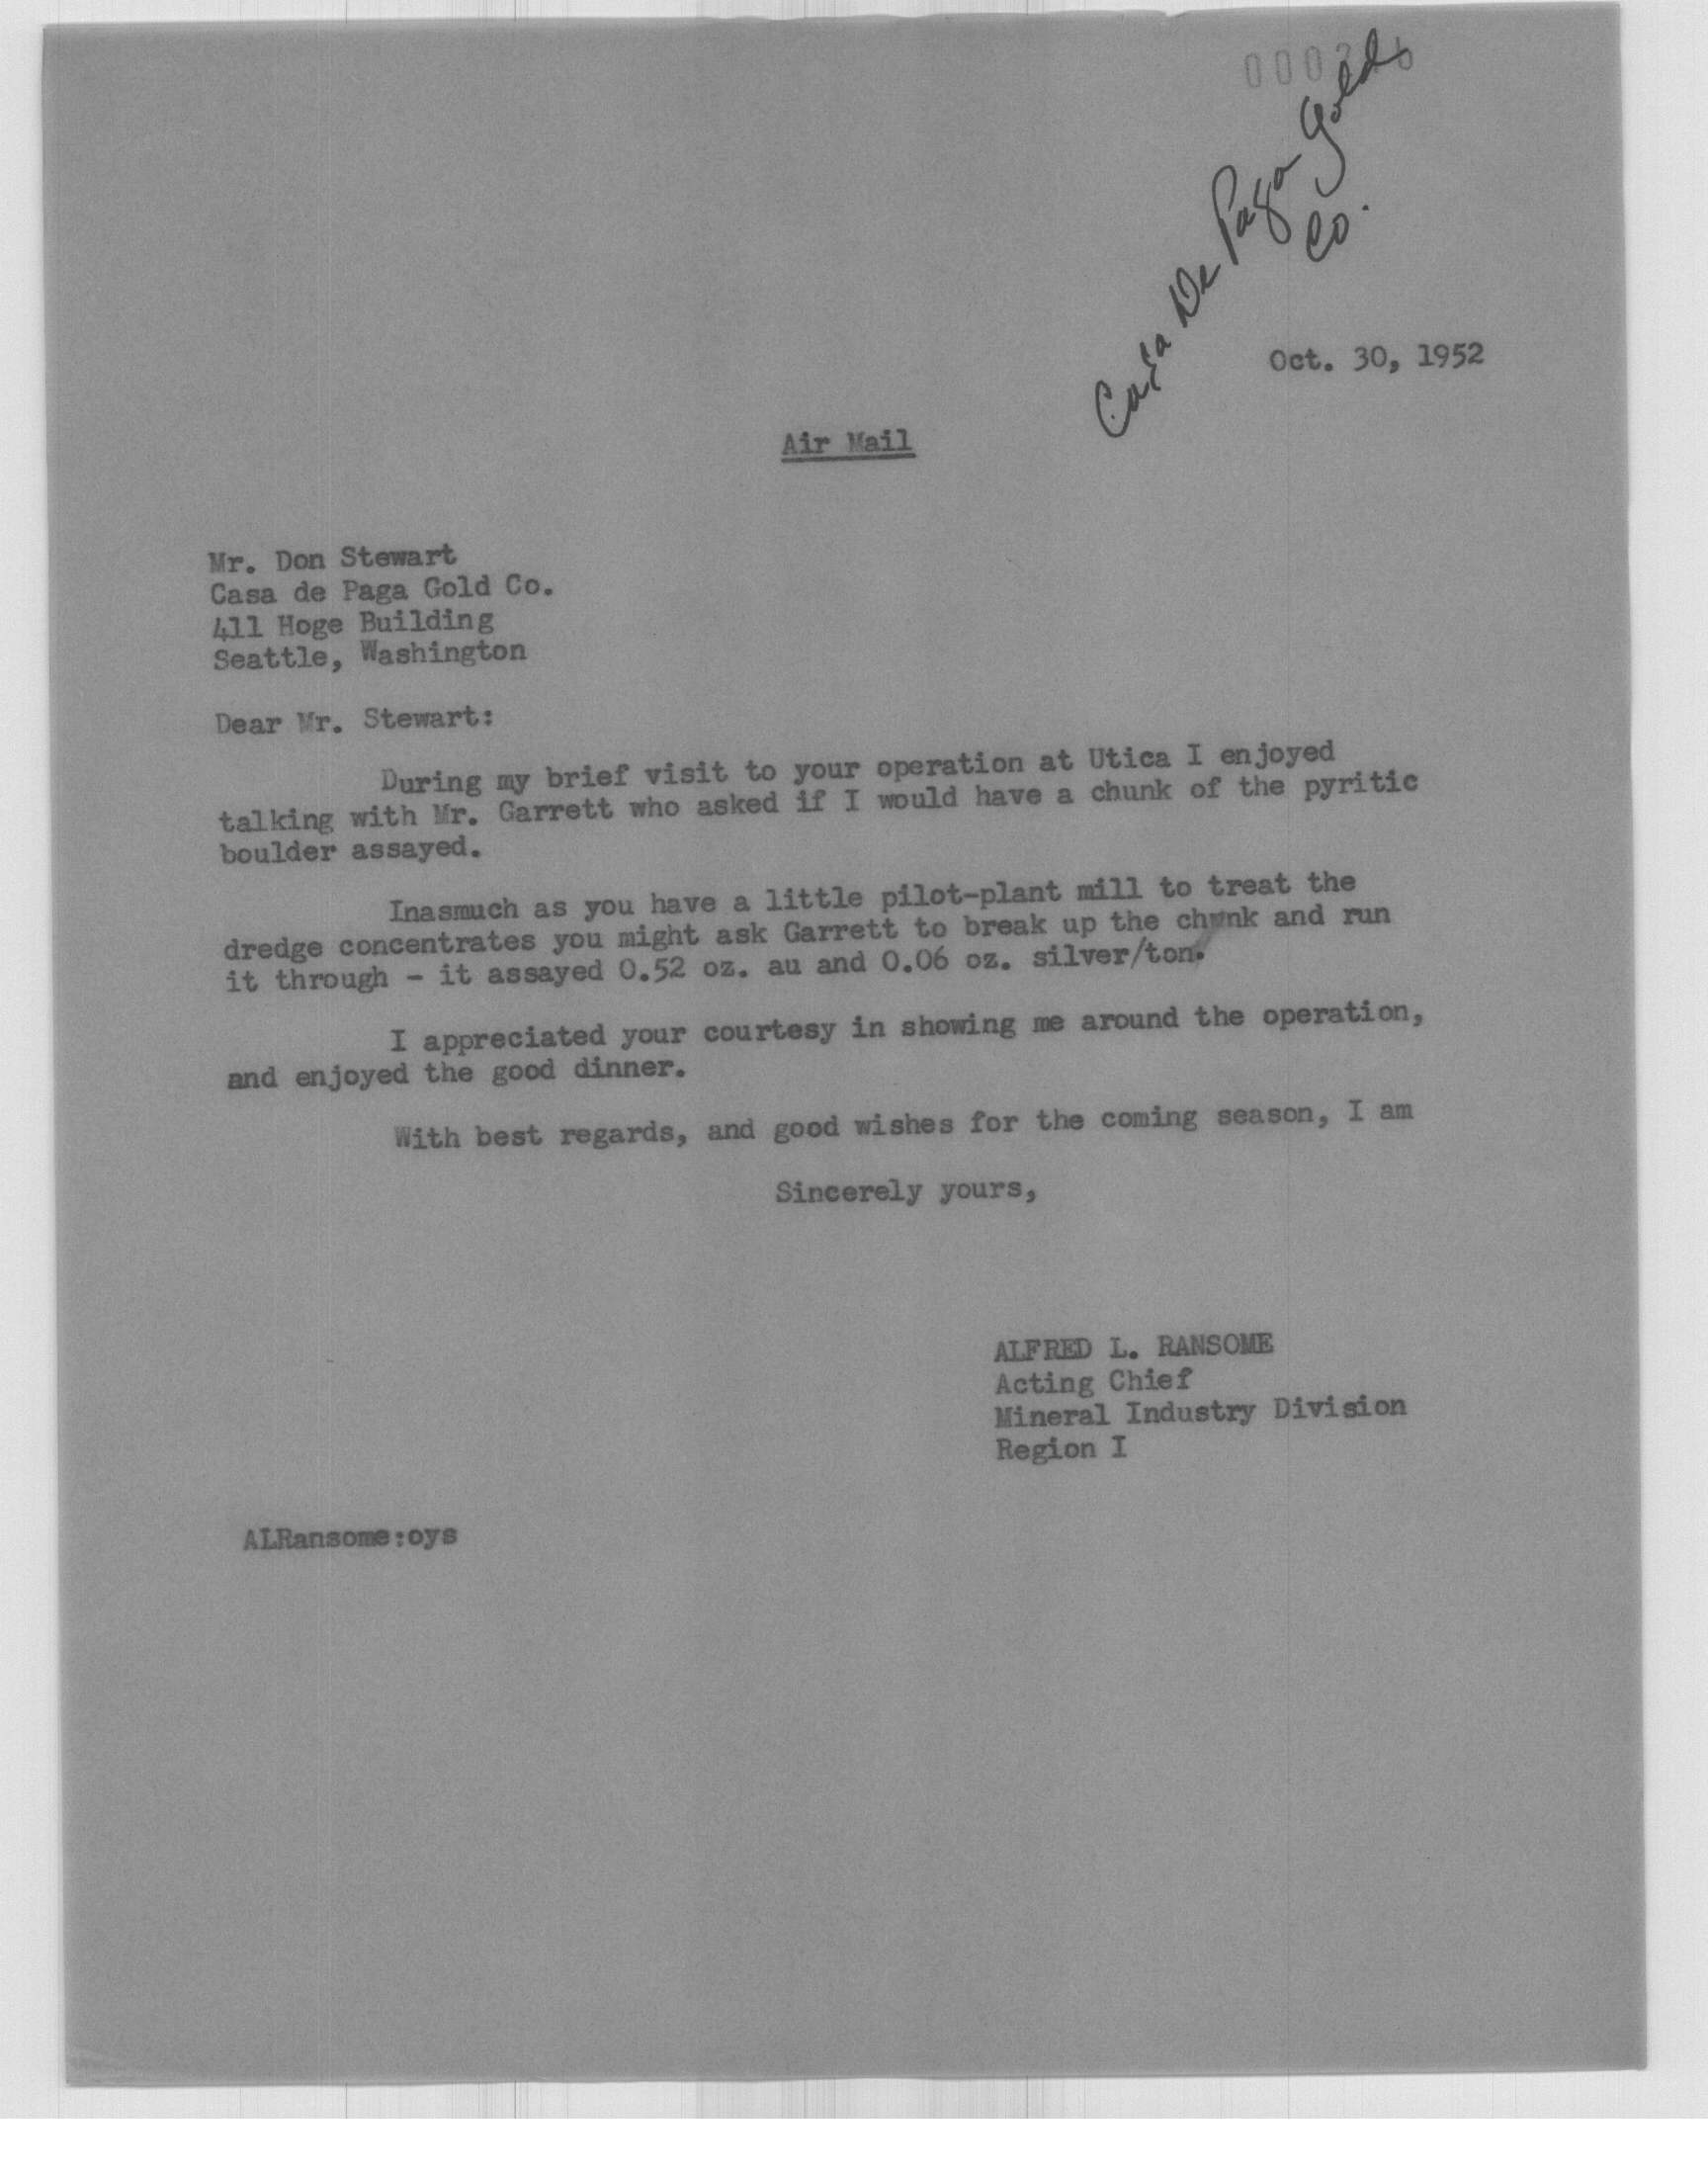 Casa De Paga Gold
Co.
Oct. 30, 1952
Air Mail
Mr. Don Stewart
Casa de Paga Gold Co.
411 Hoge Building
Seattle, Washington
Dear Mr. Stewart:
During my brief visit to your operation at Utica I enjoyed
talking with Mr. Garrett who asked if I would have a chunk of the pyritic
boulder assayed.
Inasmuch as you have a little pilot-plant mill to treat the
dredge concentrates you might ask Garrett to break up the chunk and run
it through - it assayed 0.52 oz. au and 0.06 oz. silver/ton.
I appreciated your courtesy in showing me around the operation,
and enjoyed the good dinner.
With best regards, and good wishes for the coming season, I am
Sincerely yours,
ALFRED L. RANSOME
Acting Chief
Mineral Industry Division
Region I
ALRansome:oys